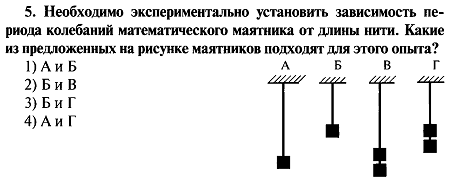 5. Необходимо экспериментально установить зависимость пе-
риода колебаний математического маятника от длины нити. Какие
из предложенных на рисунке маятников подходят для этого опыта?
1) А и Б
2) Б и В
3) Б и Г
4) А и Г
А Б В Г